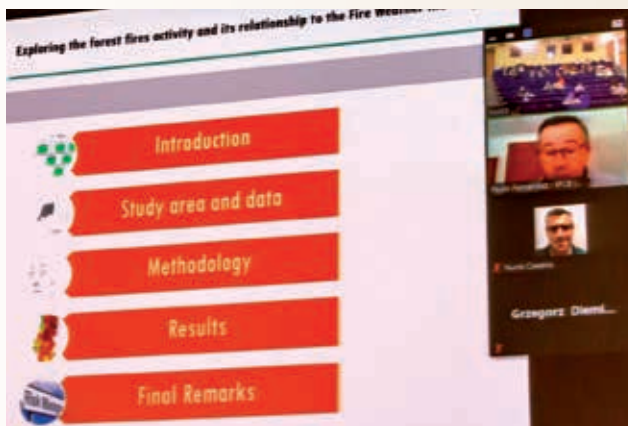 Exploring the forest fires activity and its relationship to the Fire Weather
Introduction
Study area and data
Methodology
Results
Final Remarks
Grzegorz Diemi...